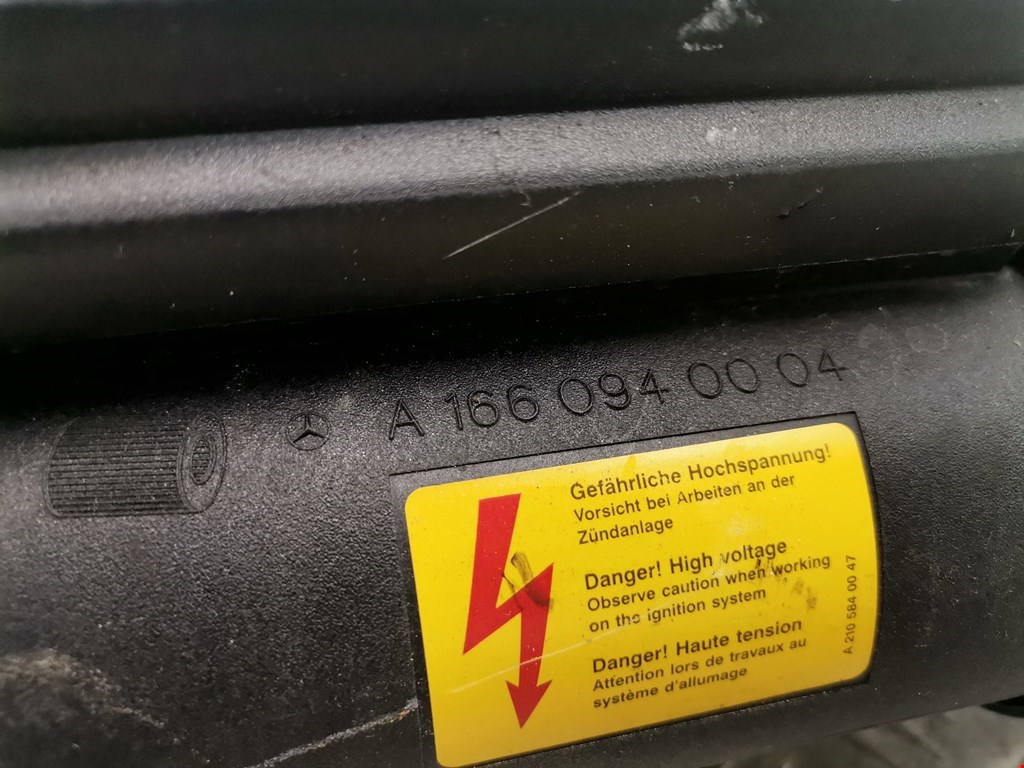 A 166 094 00 04
Gefährliche Hochspannung!
Vorsicht bei Arbeiten an der
Zündanlage
Danger! High voltage
Observe caution when working
on the ignition system
Danger! Haute tension
Attention lors de travaux au
système d'allumage
A 210 584 00 47